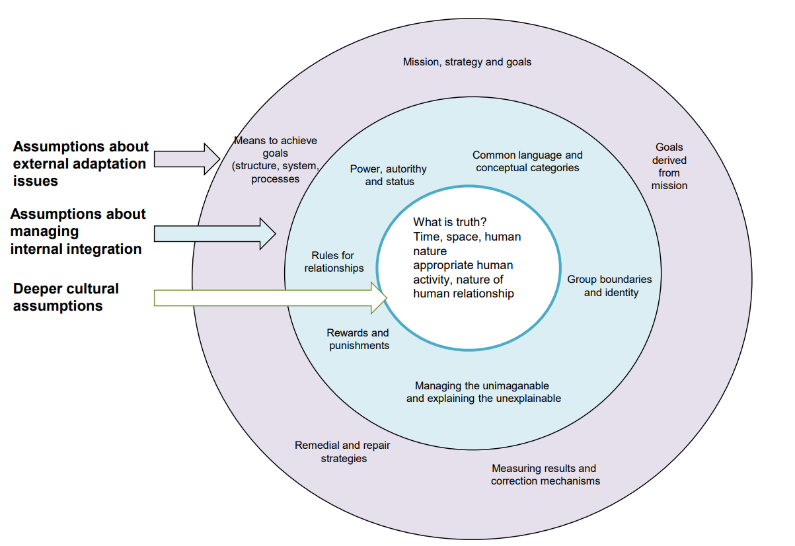 Mission, strategy and goals
Assumptions about
external adaptation
issues
Means to achieve
goals
(structure, system,
processes
Goals
derived
from
mission
Power, autorithy
and status
Common language and
conceptual categories
Assumptions about
managing
internal integration
What is truth?
Time, space, human
nature
appropriate human
activity, nature of
human relationship
Rules for
relationships
Group boundaries
and identity
Deeper cultural
assumptions
Rewards and
punishments
Managing the unimaganable
and explaining the unexplainable
Remedial and repair
strategies
Measuring results and
correction mechanisms